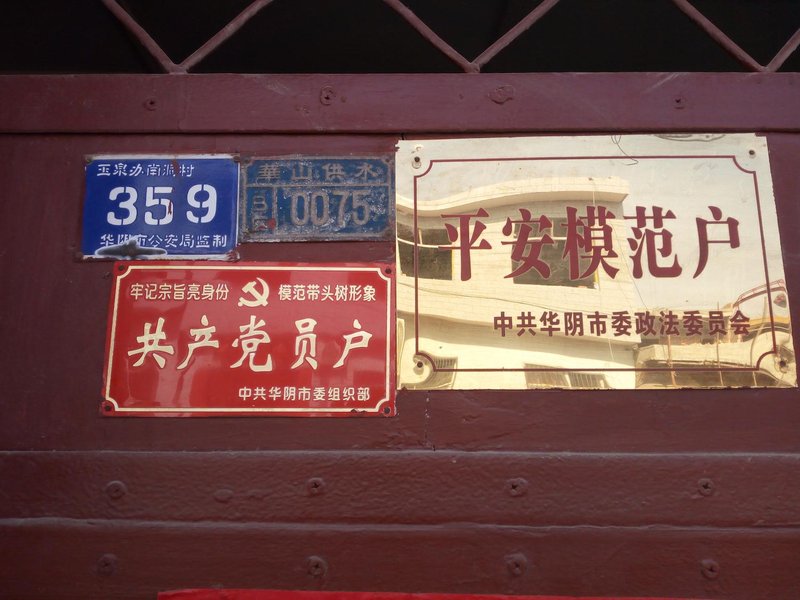 玉泉办南洞村
359
华阴市公安局监制
華山供水
0075
牢记宗旨亮身份 模范带头树形象
共产党员户
中共华阴市委组织部
平安模范户
中共华阴市委政法委员会